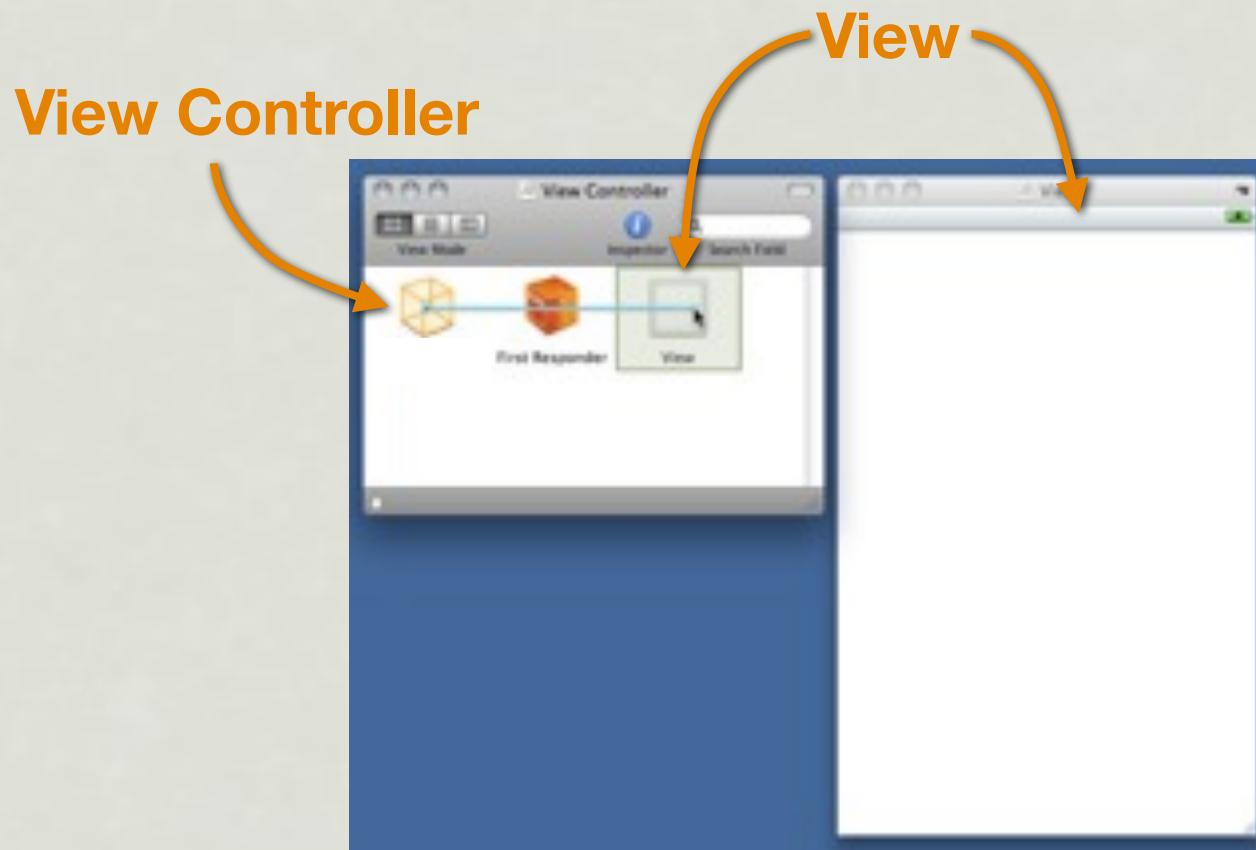 View
View Controller
View Controller
View Mode
Inspector
Search Field
First Responder
View